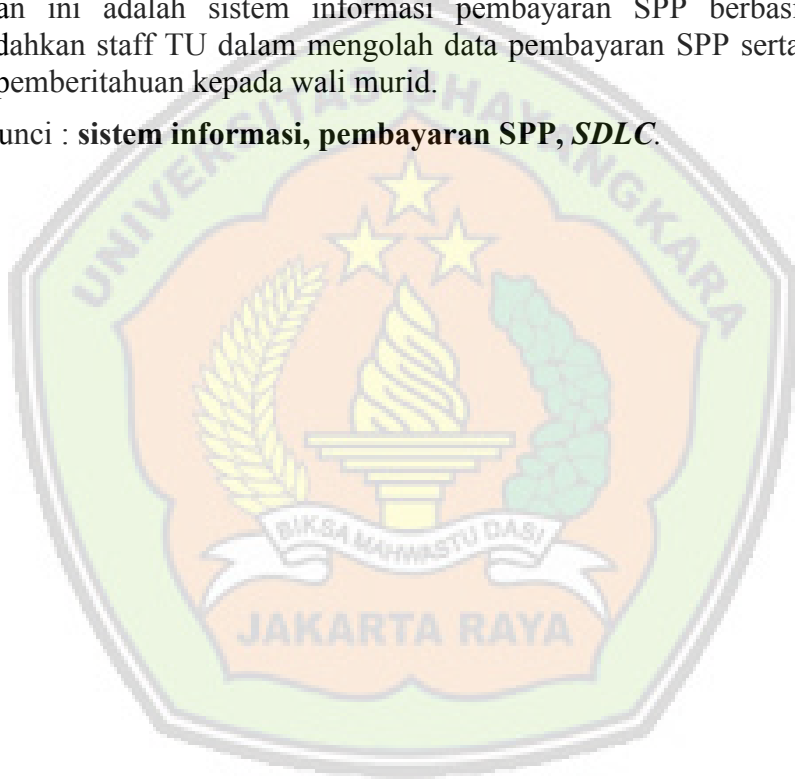 an ini adalah sistem informasi pembayaran SPP berbasi
dahkan staff TU dalam mengolah data pembayaran SPP serta
pemberitahuan kepada wali murid.
unci : sistem informasi, pembayaran SPP, SDLC.
UNIVERSITAS BHAYANGKARA
BIKSA MAHWASTU DASI
JAKARTA RAYA